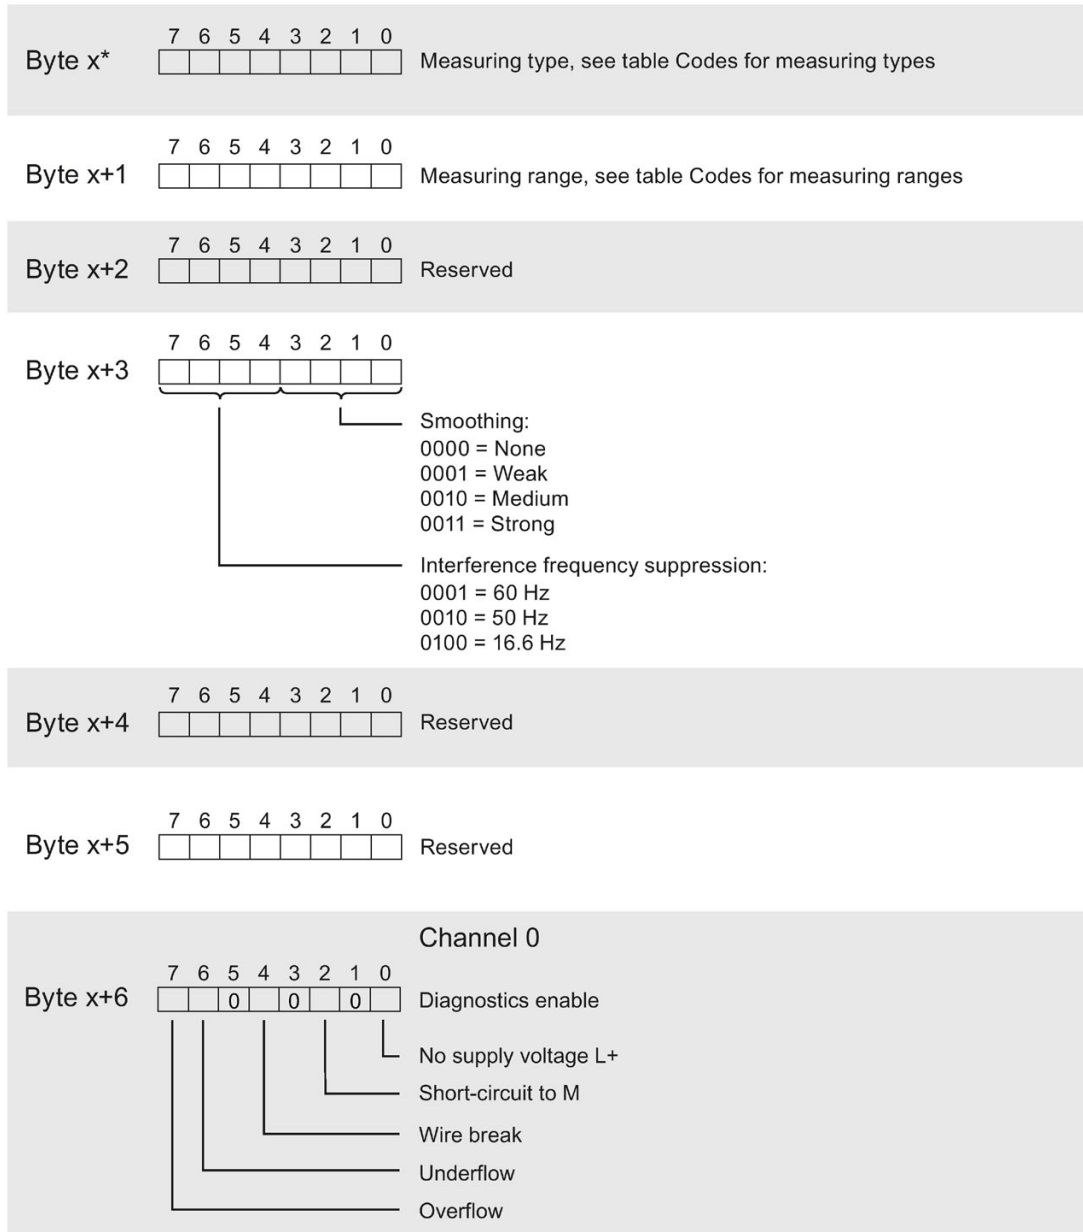 7 6 5 4 3 2 1 0
Byte x* Measuring type, see table Codes for measuring types
7 6 5 4 3 2 1 0
Byte x+1 Measuring range, see table Codes for measuring ranges
7 6 5 4 3 2 1 0
Byte x+2 Reserved
7 6 5 4 3 2 1 0
Byte x+3
Smoothing:
0000 = None
0001 = Weak
0010 = Medium
0011 = Strong
Interference frequency suppression:
0001 = 60 Hz
0010 = 50 Hz
0100 = 16.6 Hz
7 6 5 4 3 2 1 0
Byte x+4 Reserved
7 6 5 4 3 2 1 0
Byte x+5 Reserved
Channel 0
7 6 5 4 3 2 1 0
Byte x+6 0 0 0 Diagnostics enable
No supply voltage L+
Short-circuit to M
Wire break
Underflow
Overflow